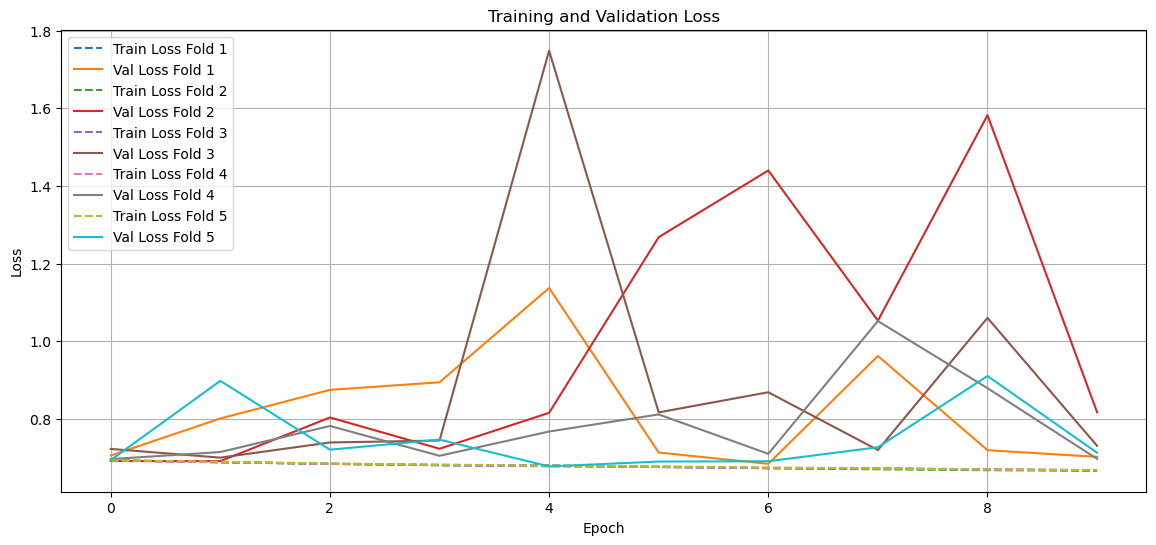 Training and Validation Loss
1.8
1.6
1.4
1.2
1.0
0.8
Loss
Train Loss Fold 1
Val Loss Fold 1
Train Loss Fold 2
Val Loss Fold 2
Train Loss Fold 3
Val Loss Fold 3
Train Loss Fold 4
Val Loss Fold 4
Train Loss Fold 5
Val Loss Fold 5
0 2 4 6 8
Epoch